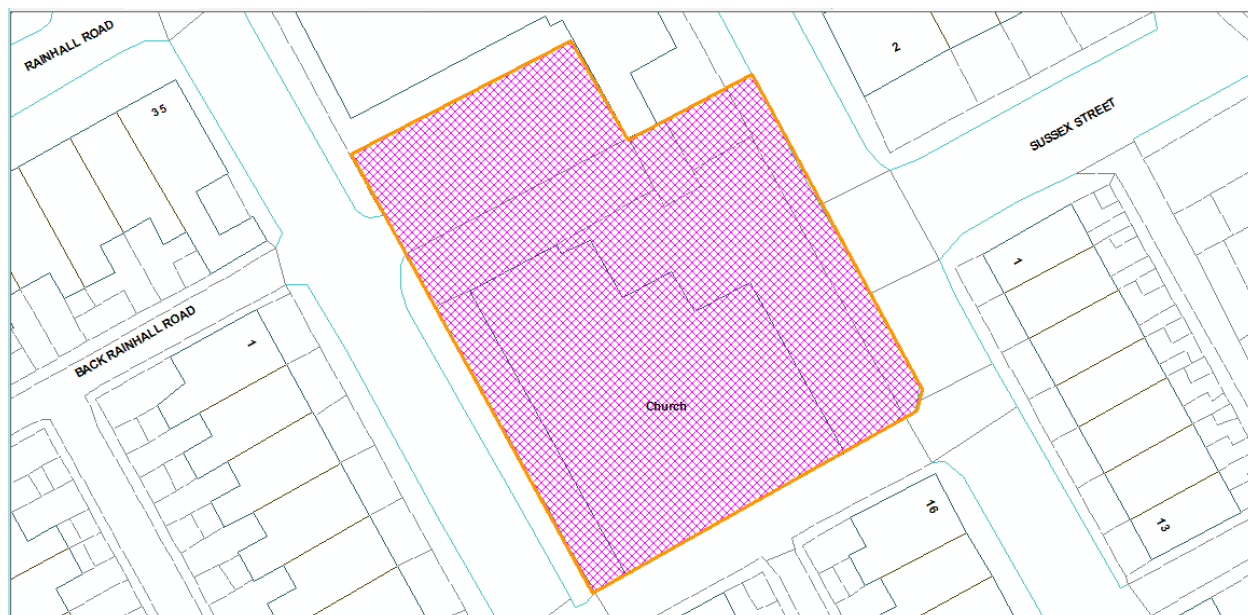 RAINHALL ROAD
35
2
SUSSEX STREET
BACK RAINHALL ROAD
1
1
Church
16
13